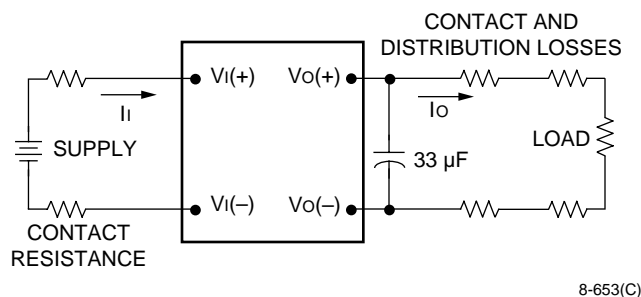 CONTACT AND
DISTRIBUTION LOSSES
VI(+)
VO(+)
II
IO
SUPPLY
33 µF
LOAD
VI(–)
VO(–)
CONTACT
RESISTANCE
8-653(C)